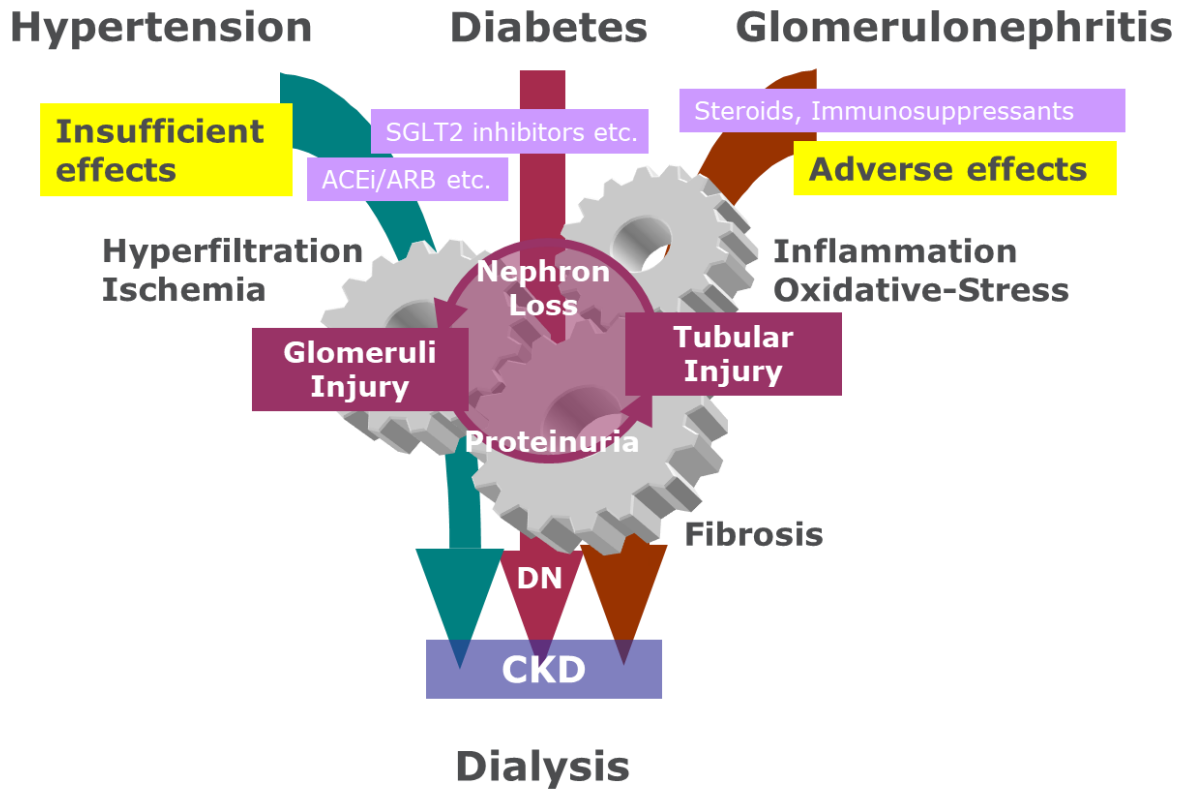 Hypertension
Diabetes
Glomerulonephritis
Insufficient
effects
SGLT2 inhibitors etc.
Steroids, Immunosuppressants
ACEi/ARB etc.
Adverse effects
Hyperfiltration
Ischemia
Nephron
Loss
Inflammation
Oxidative-Stress
Glomeruli
Injury
Tubular
Injury
Proteinuria
Fibrosis
DN
CKD
Dialysis